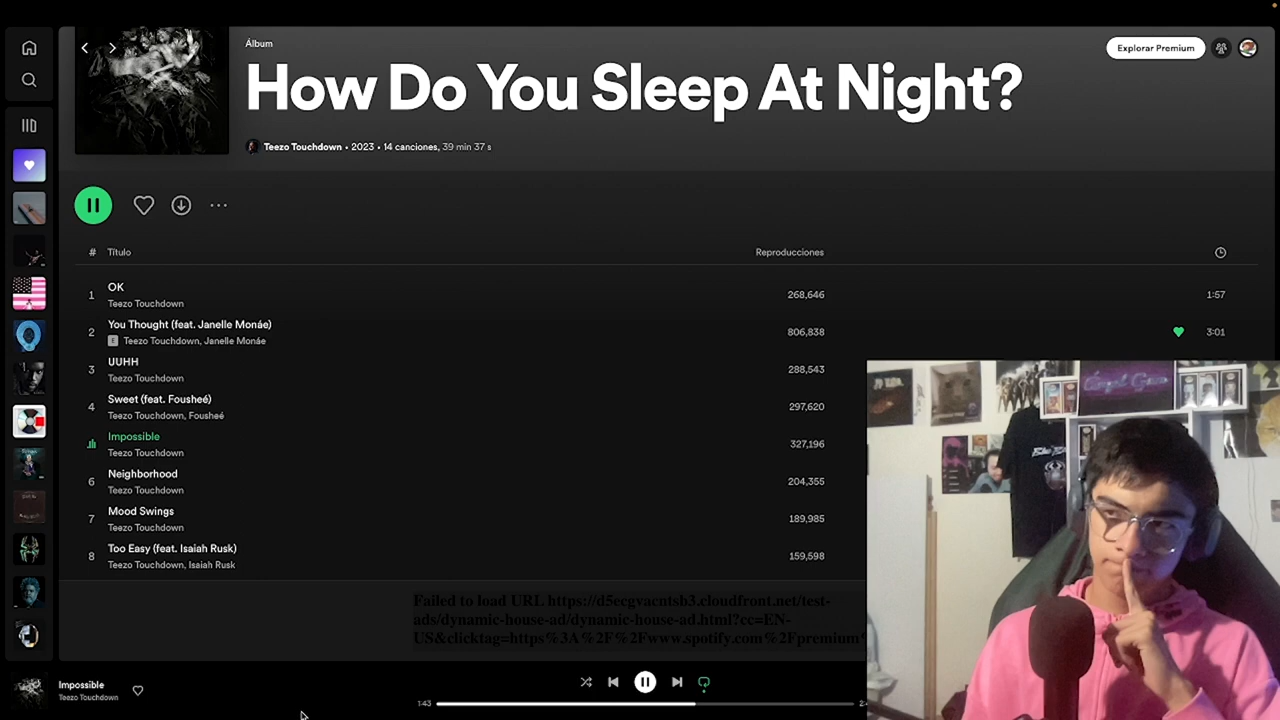 Álbum
Explorar Premium
How Do You Sleep At Night?
Teezo Touchdown • 2023 • 14 canciones, 39 min 37 s
# Título Reproducciones
1 OK 268,646 1:57
Teezo Touchdown
2 You Thought (feat. Janelle Monáe) 806,838 3:01
E Teezo Touchdown, Janelle Monáe
3 UUHH 288,543
Teezo Touchdown
4 Sweet (feat. Fousheé) 297,620
Teezo Touchdown, Fousheé
Impossible 327,196
Teezo Touchdown
6 Neighborhood 204,355
Teezo Touchdown
7 Mood Swings 189,985
Teezo Touchdown
8 Too Easy (feat. Isaiah Rusk) 159,598
Teezo Touchdown, Isaiah Rusk
Failed to load URL https://d5ecgvacntsb3.cloudfront.net/test-
ads/dynamic-house-ad/dynamic-house-ad.html?cc=EN-
US&clicktag=https%3A%2F%2Fwww.spotify.com%2Fpremium
Impossible
Teezo Touchdown
1:43